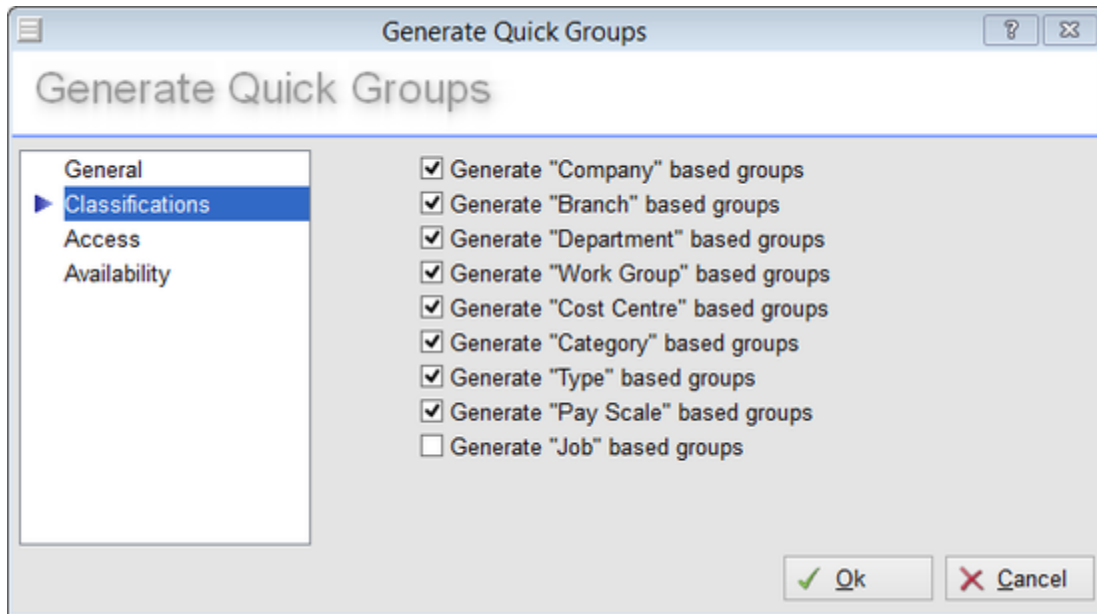 Generate Quick Groups
Generate Quick Groups
General
Classifications
Access
Availability
Generate "Company" based groups
Generate "Branch" based groups
Generate "Department" based groups
Generate "Work Group" based groups
Generate "Cost Centre" based groups
Generate "Category" based groups
Generate "Type" based groups
Generate "Pay Scale" based groups
Generate "Job" based groups
Ok
Cancel